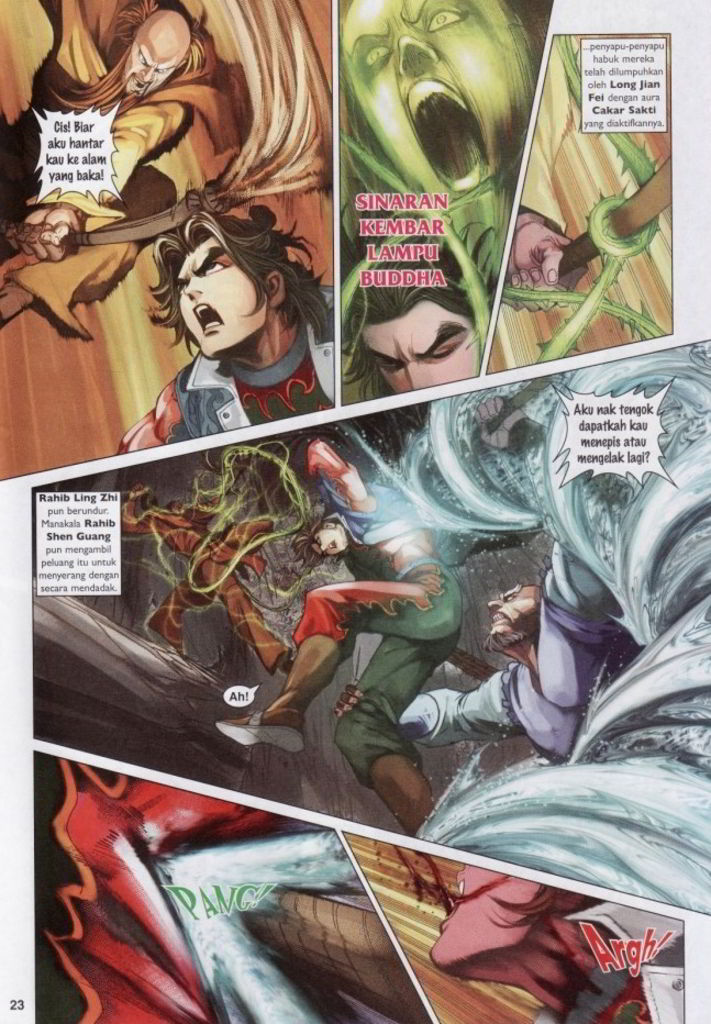 Cis! Biar
aku hantar
kau ke alam
yang baka!
SINARAN
KEMBAR
LAMPU
BUDDHA
...penyapu-penyapu
habuk mereka
telah dilumpuhkan
oleh Long Jian
Fei dengan aura
Cakar Sakti
yang diaktifkannya.
Aku nak tengok
dapatkah kau
menepis atau
mengelak lagi?
Rahib Ling Zhi
pun berundur.
Manakala Rahib
Shen Guang
pun mengambil
peluang itu untuk
menyerang dengan
secara mendadak.
Ah!
PANG!
Argh!
23